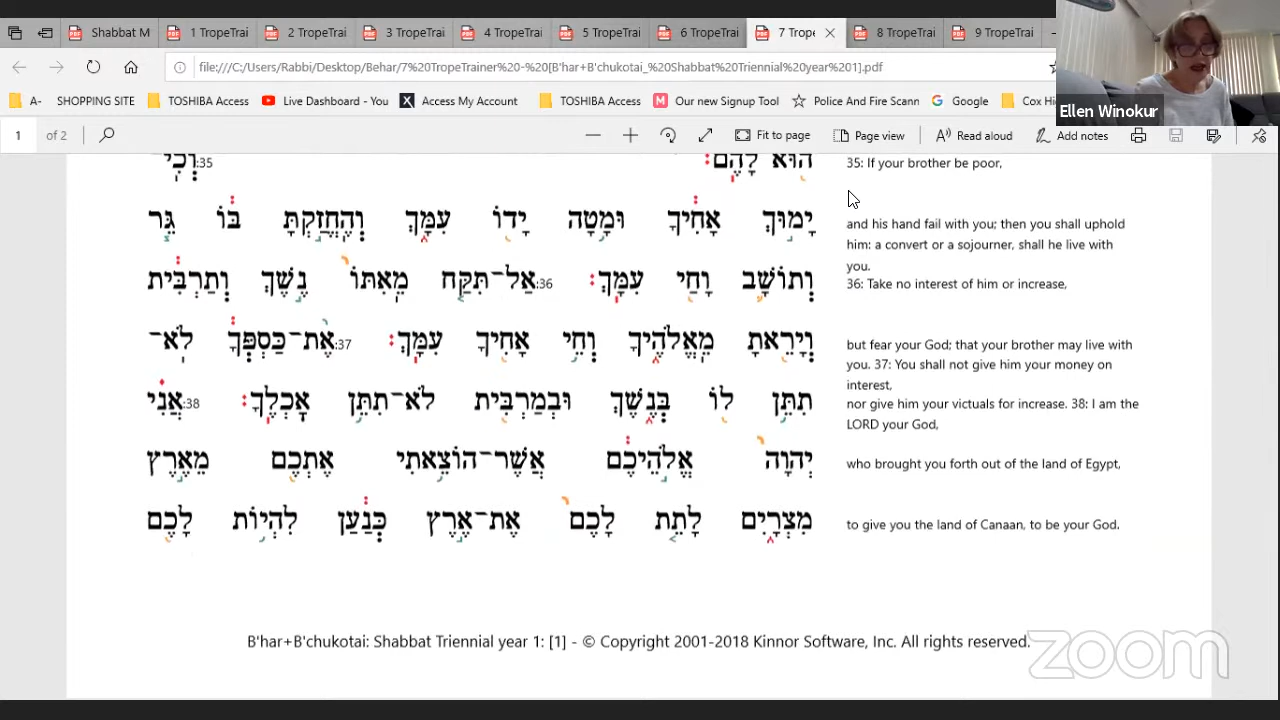 Shabbat M
1 TropeTrai
2 TropeTrai
3 TropeTrai
4 TropeTrai
5 TropeTrai
6 TropeTrai
7 Trope
8 TropeTrai
9 TropeTrai
file:///C:/Users/Rabbi/Desktop/Behar/7%20TropeTrainer%20-%20[B'har+B'chukotai_%20Shabbat%20Triennial%20year%201].pdf
A- SHOPPING SITE
TOSHIBA Access
Live Dashboard - You
Access My Account
TOSHIBA Access
Our new Signup Tool
Police And Fire Scann
Google
Cox Hi
Ellen Winokur
1 of 2
Fit to page
Page view
Read aloud
Add notes
הוּא לָהֶֽם׃ 35: וְכִֽי־
35: If your brother be poor,
יָמ֣וּךְ אָחִ֔יךָ וּמָ֥טָה יָד֖וֹ עִמָּ֑ךְ וְהֶֽחֱזַ֣קְתָּ בּ֔וֹ גֵּ֧ר
and his hand fail with you; then you shall uphold
him: a convert or a sojourner, shall he live with
you.
וְתוֹשָׁ֛ב וָחַ֖י עִמָּֽךְ׃ 36: אַל־תִּקַּ֤ח מֵֽאִתּוֹ֙ נֶ֣שֶׁךְ וְתַרְבִּ֔ית
36: Take no interest of him or increase,
וְיָרֵ֖אתָ מֵֽאֱלֹהֶ֑יךָ וְחֵ֥י אָחִ֖יךָ עִמָּֽךְ׃ 37: אֶ֨ת־כַּסְפְּךָ֔ לֹֽא־
but fear your God; that your brother may live with
you. 37: You shall not give him your money on
interest,
תִתֵּ֥ן ל֖וֹ בְּנֶ֑שֶׁךְ וּבְמַרְבִּ֖ית לֹא־תִתֵּ֥ן אָכְלֶֽךָ׃ 38: אֲנִ֗י
nor give him your victuals for increase. 38: I am the
LORD your God,
יְהוָה֙ אֱלֹ֣הֵיכֶ֔ם אֲשֶׁר־הוֹצֵ֥אתִי אֶתְכֶ֖ם מֵאֶ֣רֶץ
who brought you forth out of the land of Egypt,
מִצְרָ֑יִם לָתֵ֤ת לָכֶם֙ אֶת־אֶ֣רֶץ כְּנַ֔עַן לִהְי֥וֹת לָכֶ֖ם
to give you the land of Canaan, to be your God.
B'har+B'chukotai: Shabbat Triennial year 1: [1] - © Copyright 2001-2018 Kinnor Software, Inc. All rights reserved.
zoom